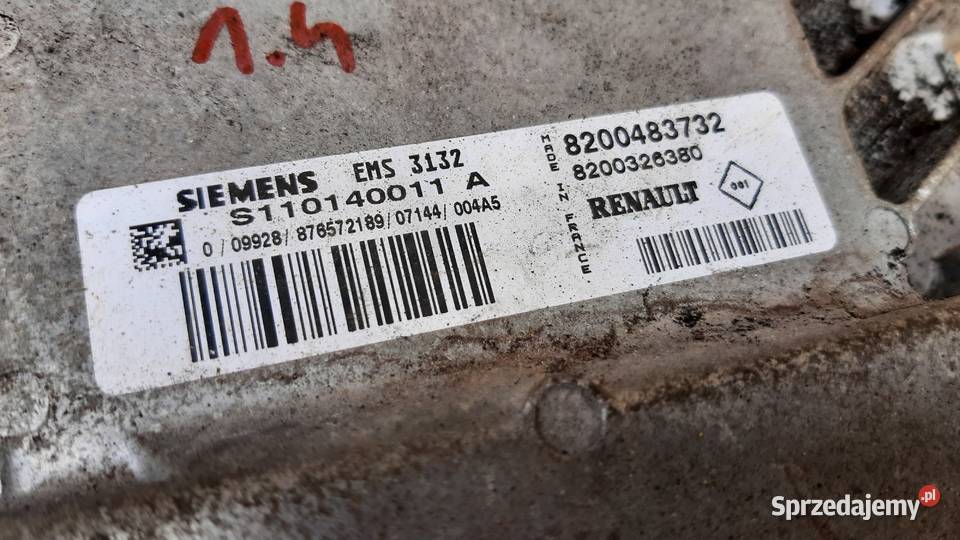 1.4
SIEMENS EMS 3132
S110140011 A
0 / 09928 / 876572189 / 07144 / 004A5
MADE IN FRANCE
8200483732
8200326380
RENAULT
001
Sprzedajemy.pl